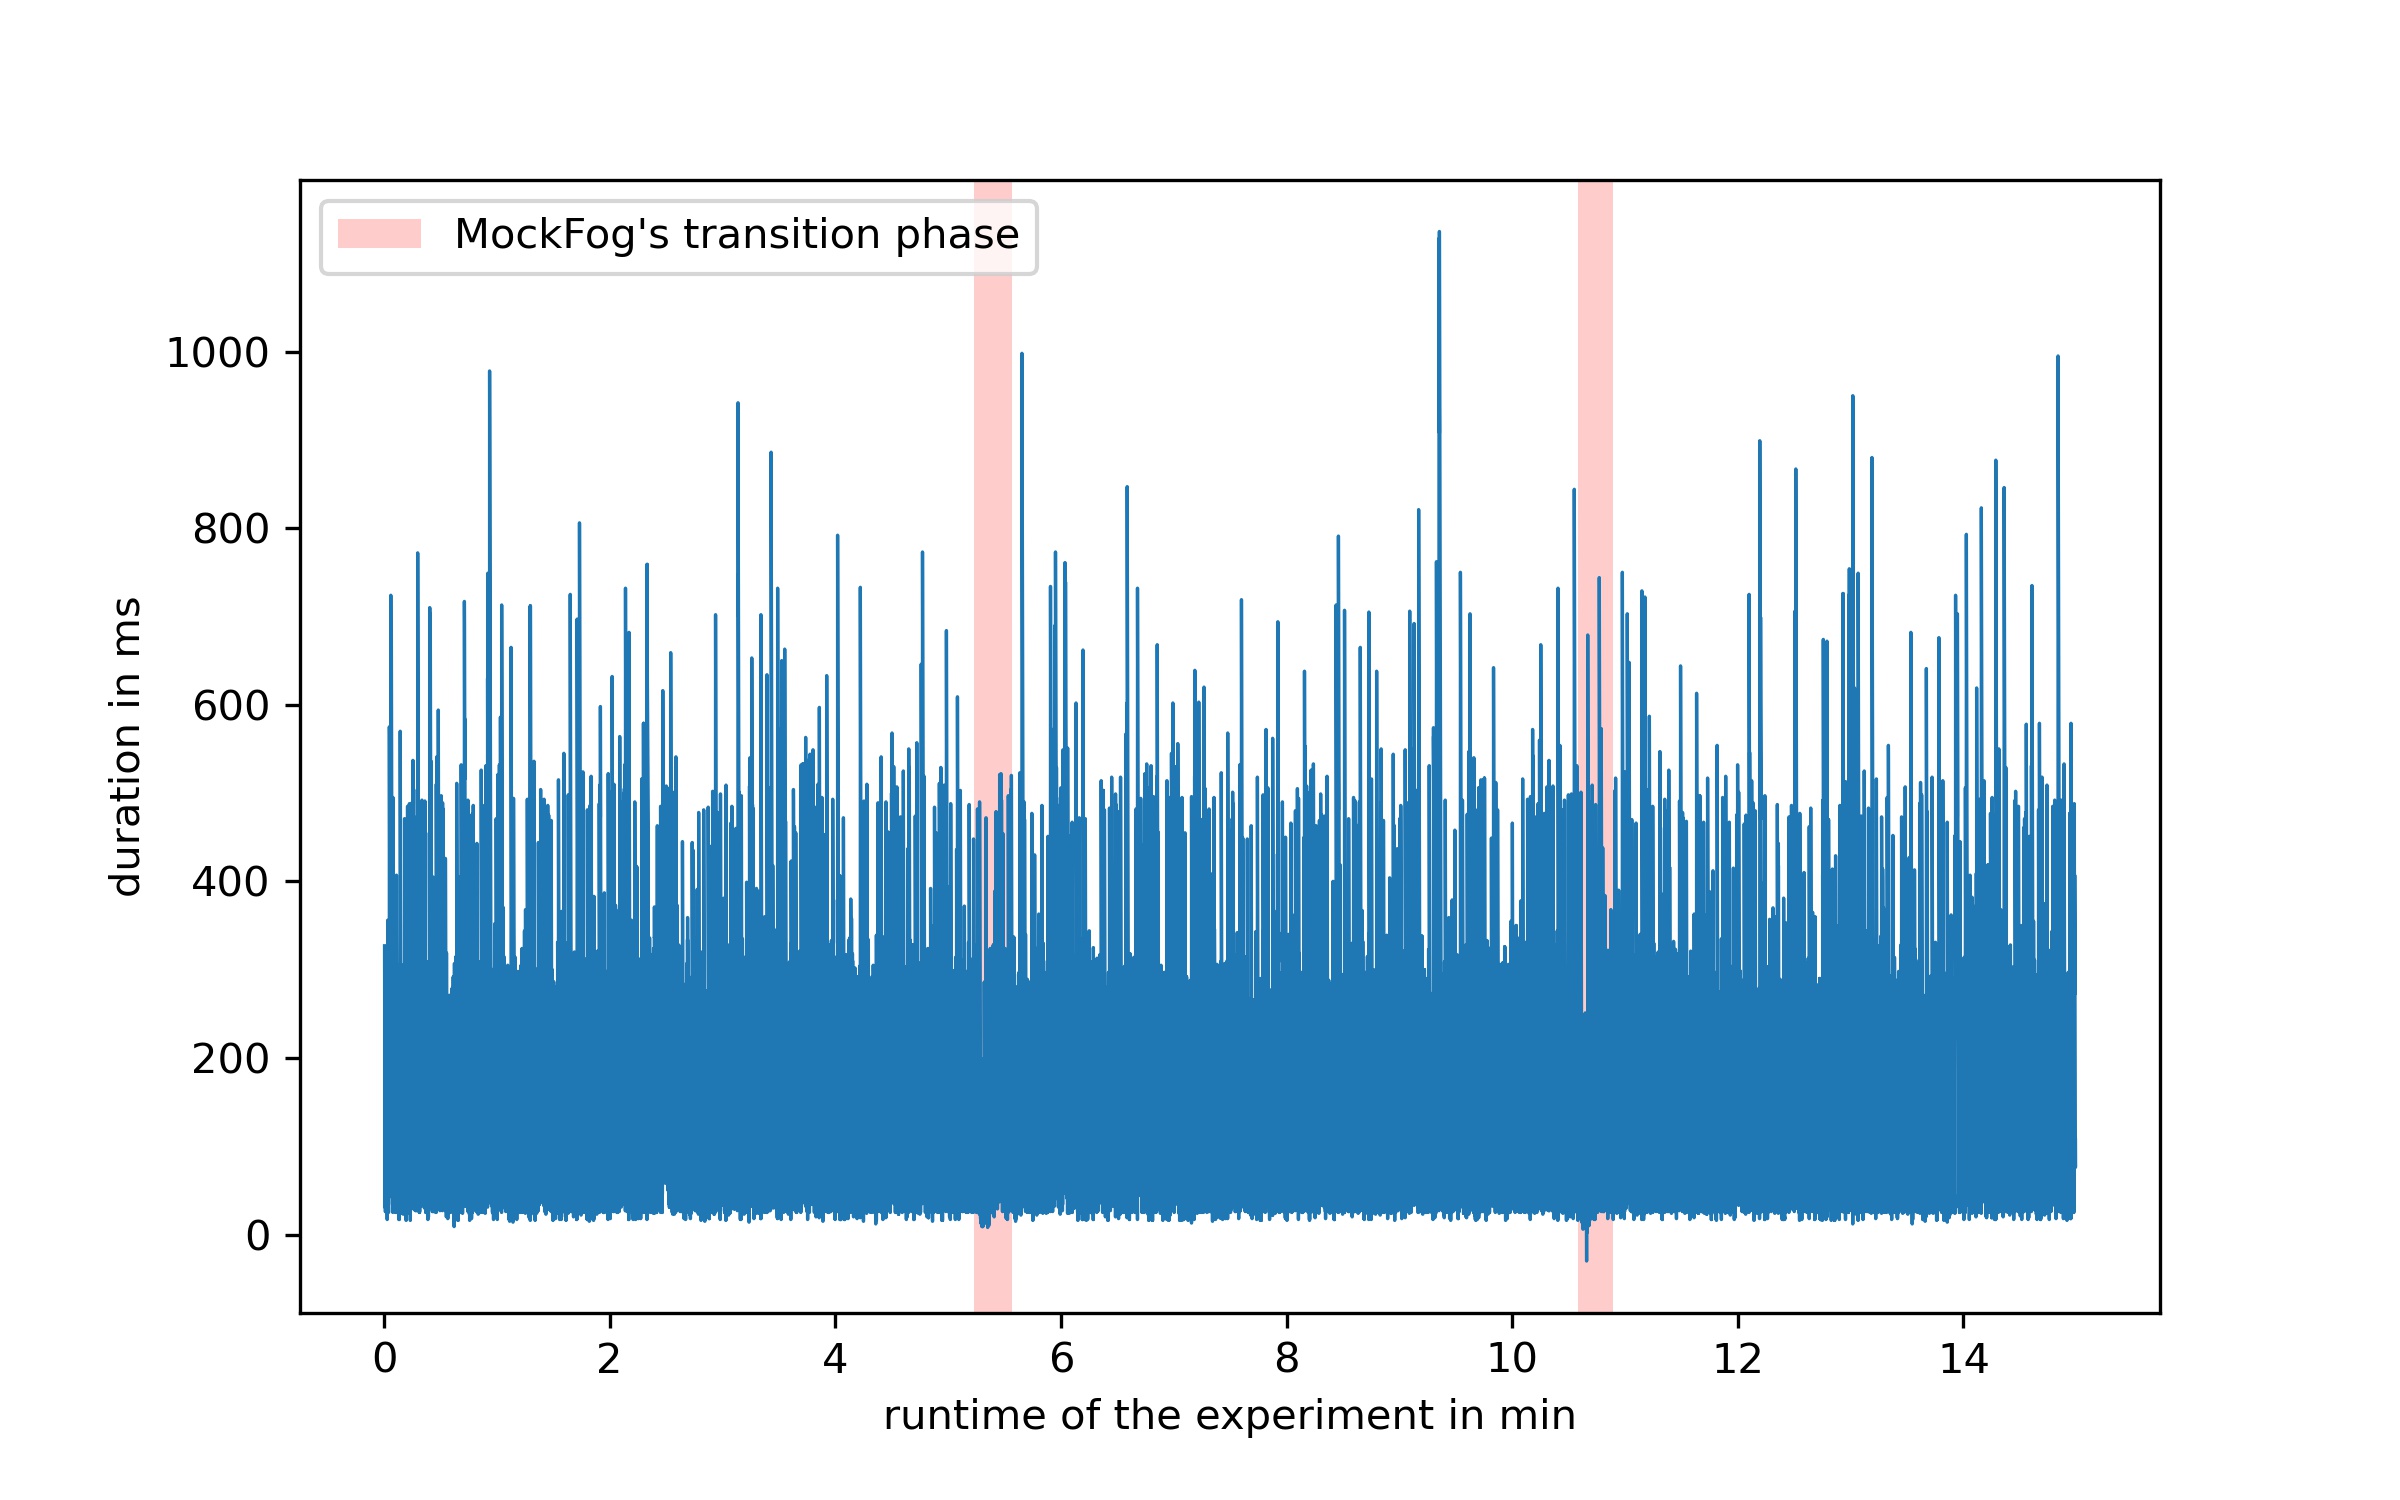 MockFog's transition phase
1000
800
600
400
200
0
duration in ms
0 2 4 6 8 10 12 14
runtime of the experiment in min